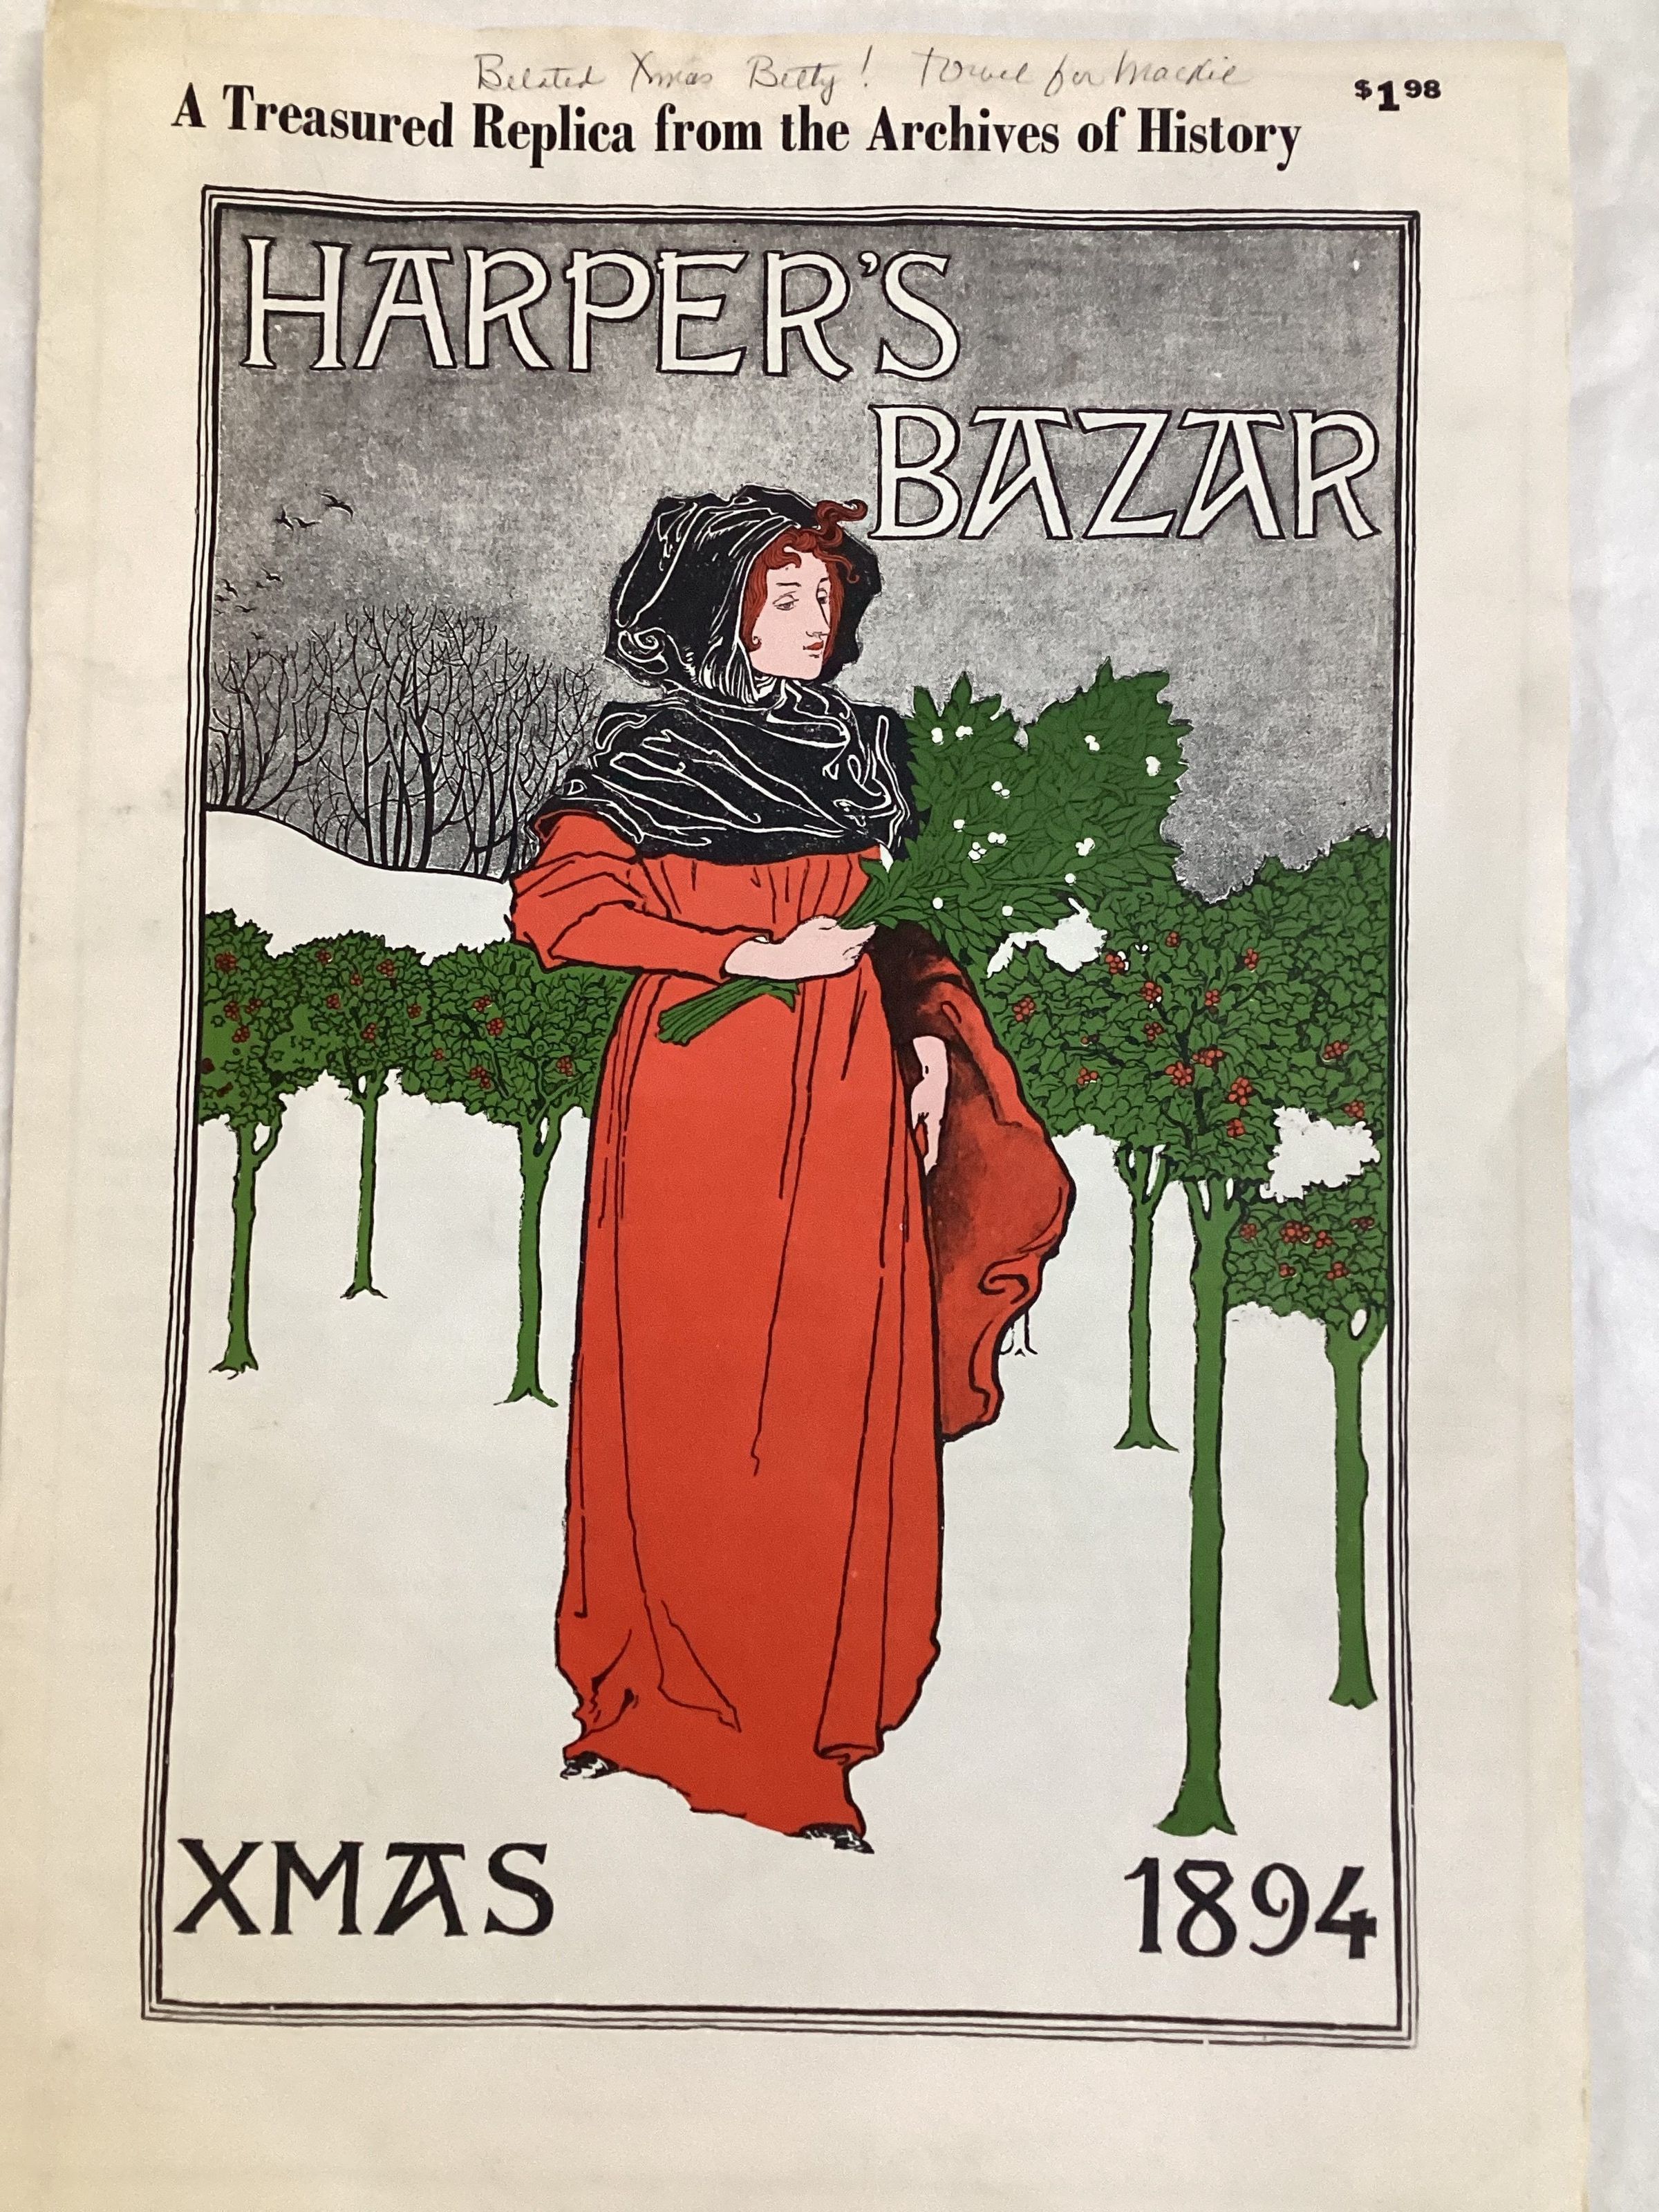 Belated Xmas Betty! Towel for Mackie
$1.98
A Treasured Replica from the Archives of History
HARPER'S
BAZAR
XMAS
1894